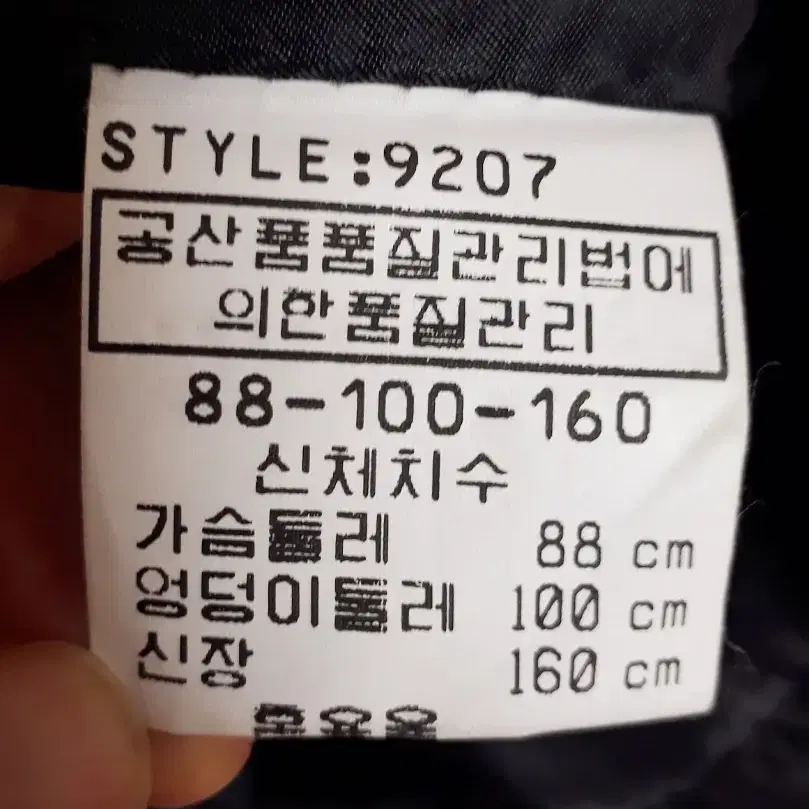 STYLE:9207
공산품품질관리법에
의한품질관리
88-100-160
신체치수
가슴둘레 88 cm
엉덩이둘레 100 cm
신장 160 cm